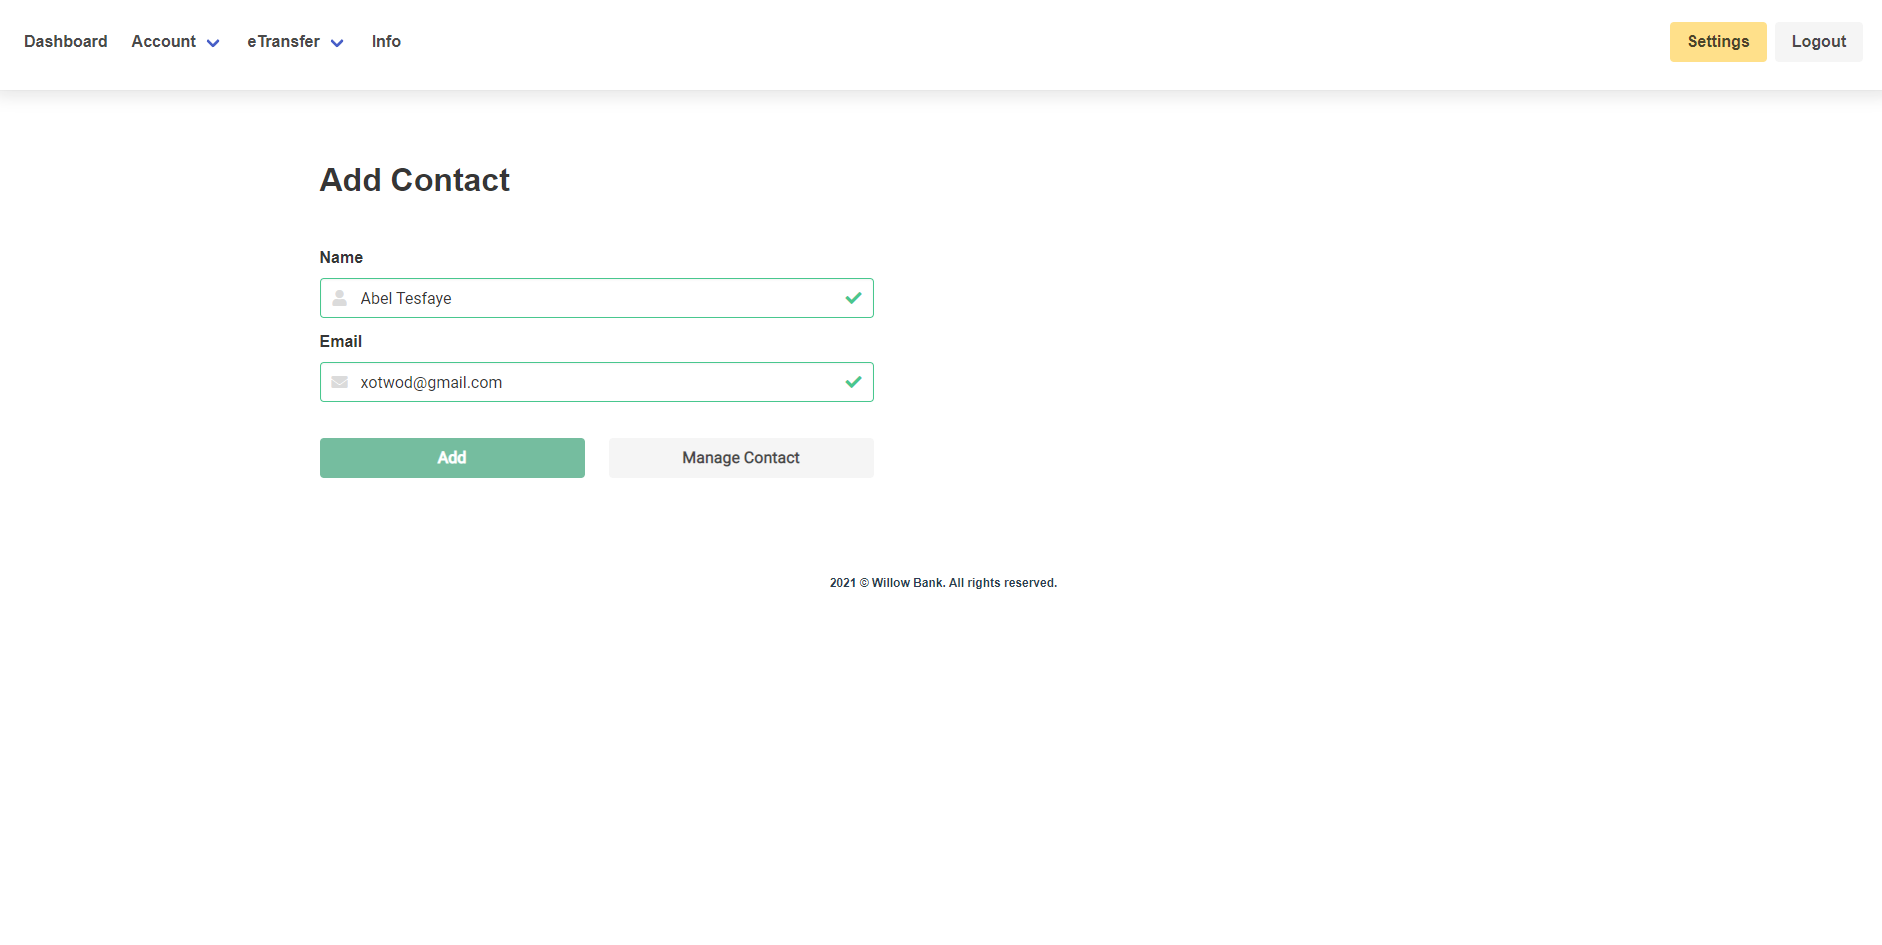 Dashboard Account eTransfer Info Settings Logout
Add Contact
Name
Abel Tesfaye
Email
xotwod@gmail.com
Add Manage Contact
2021 © Willow Bank. All rights reserved.